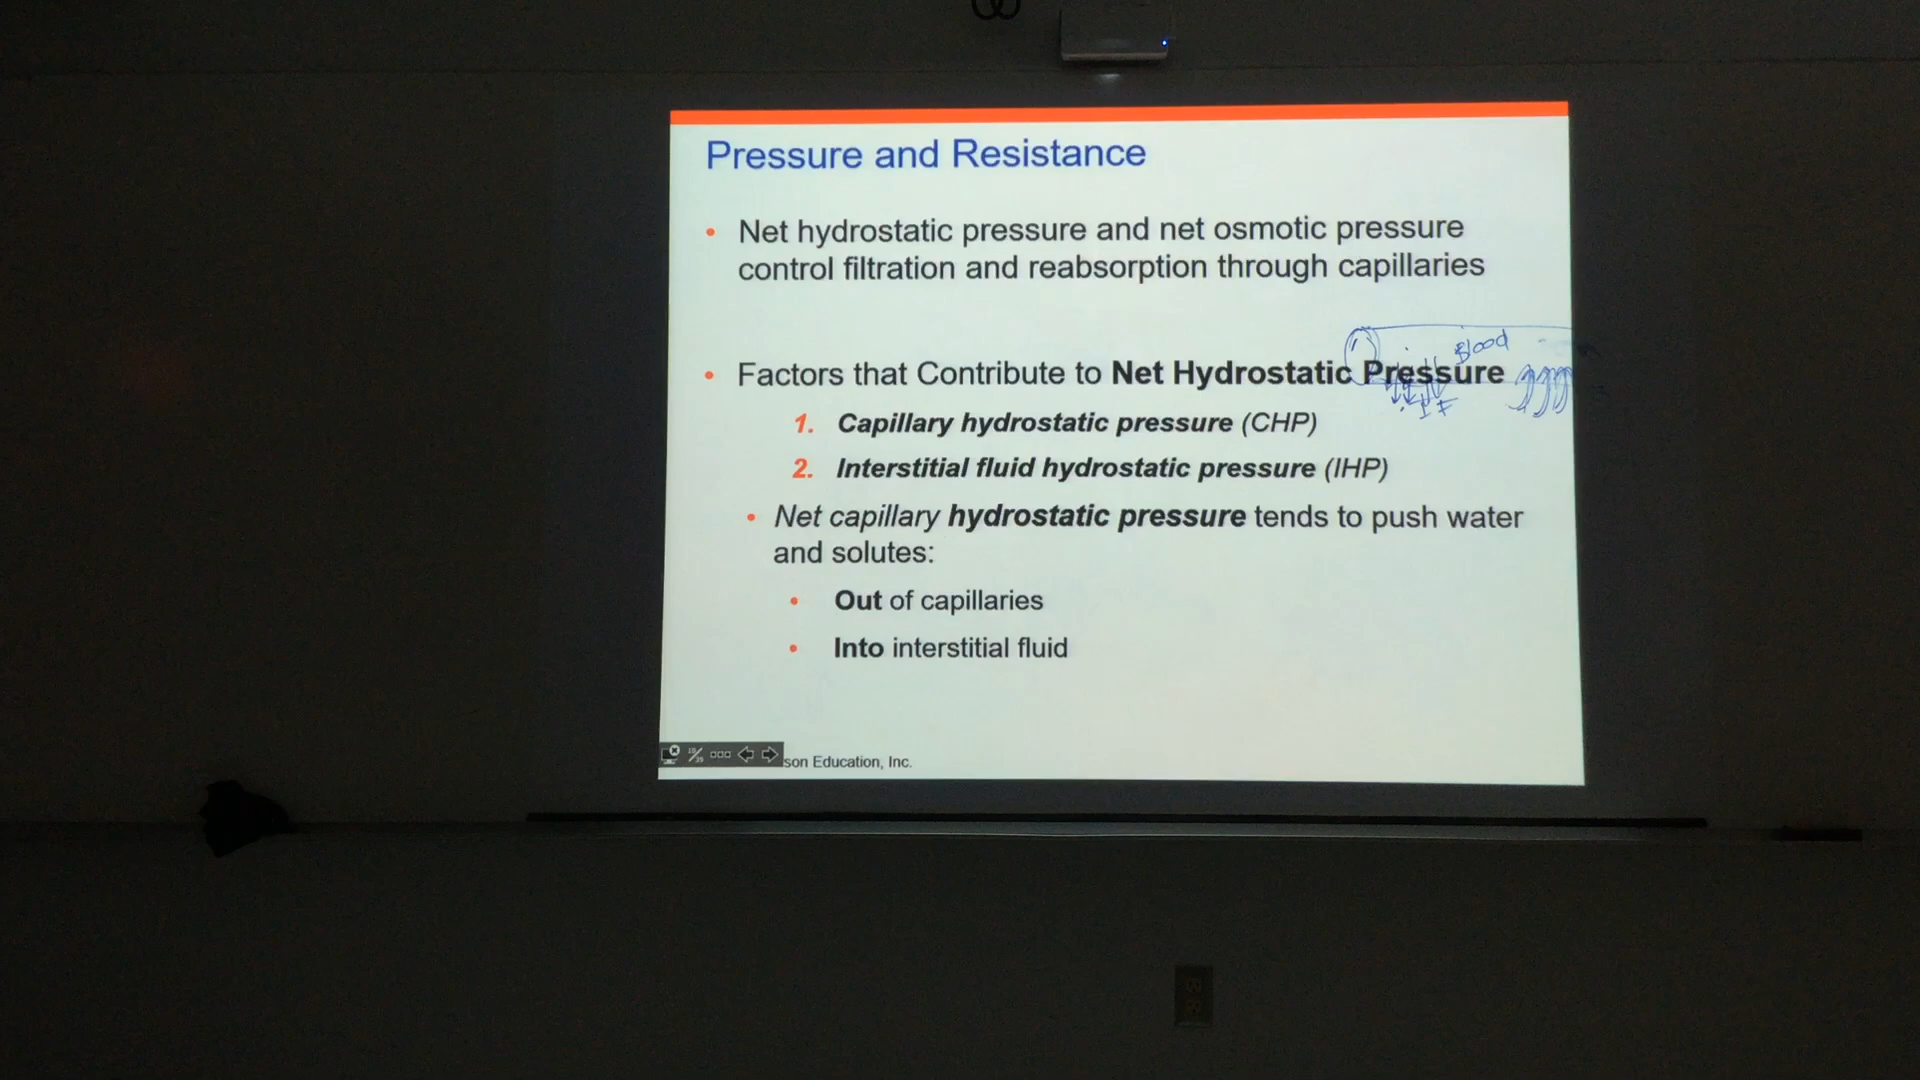 Pressure and Resistance
• Net hydrostatic pressure and net osmotic pressure
control filtration and reabsorption through capillaries
Blood
• Factors that Contribute to Net Hydrostatic Pressure
IF
1. Capillary hydrostatic pressure (CHP)
2. Interstitial fluid hydrostatic pressure (IHP)
• Net capillary hydrostatic pressure tends to push water
and solutes:
• Out of capillaries
• Into interstitial fluid
son Education, Inc.